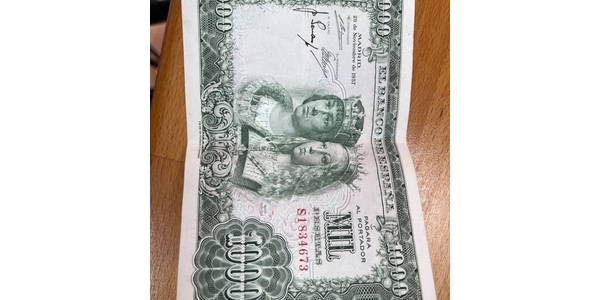 1000
EL BANCO DE ESPAÑA
1000
MADRID,
29 de Noviembre de 1957
PAGARÁ
AL PORTADOR
MIL
PESETAS
S1834673
1000
1000